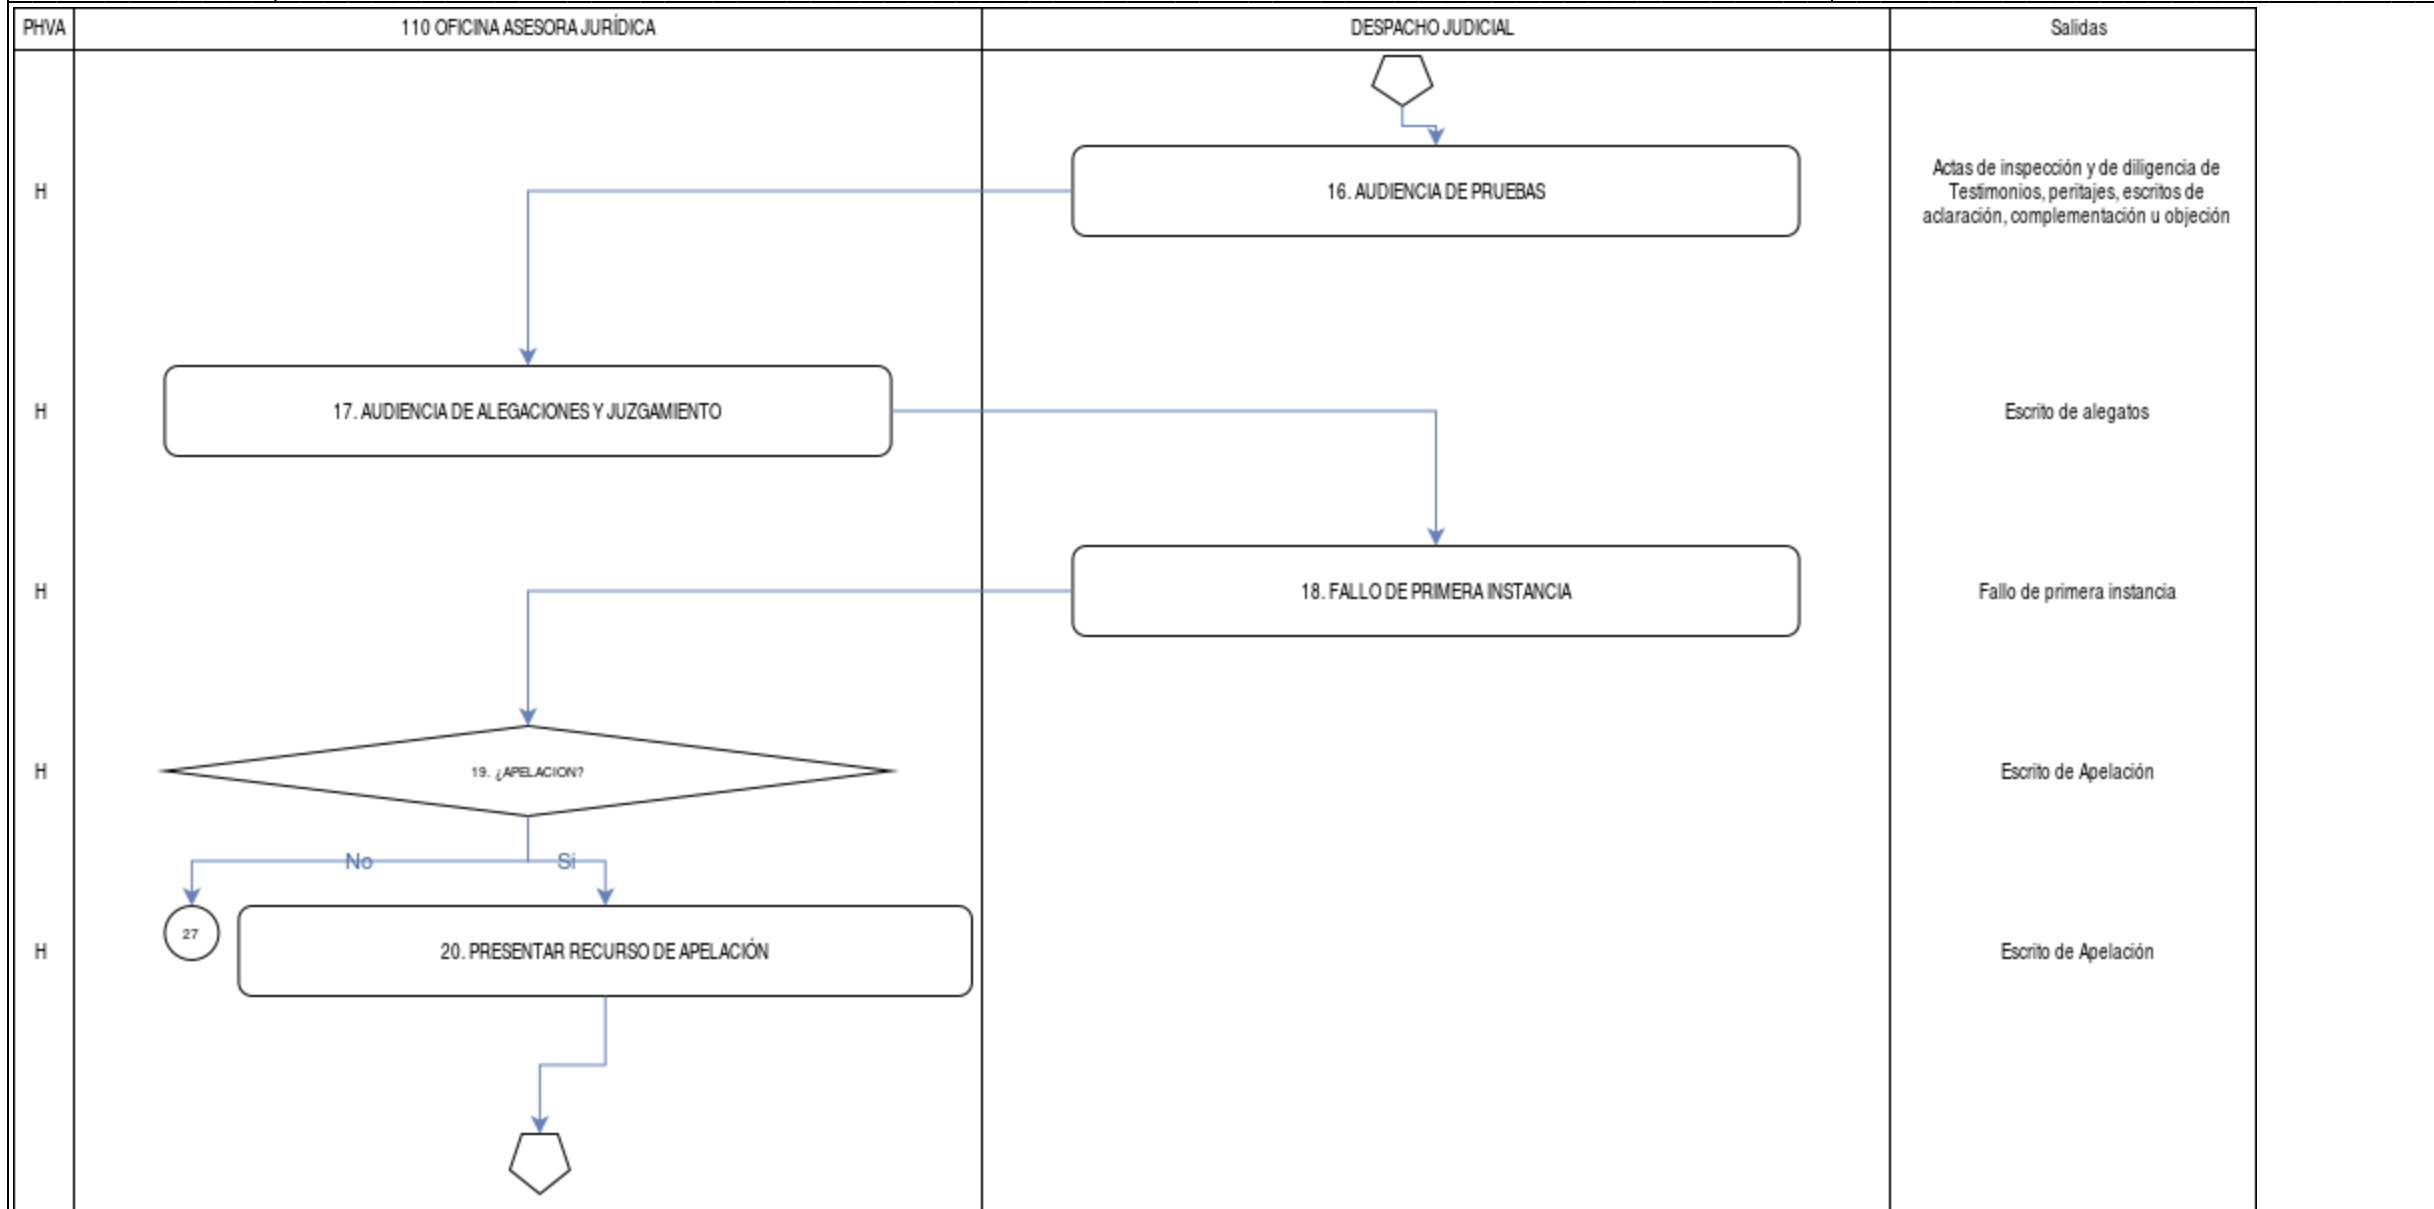 PHVA
110 OFICINA ASESORA JURÍDICA
DESPACHO JUDICIAL
Salidas
H
16. AUDIENCIA DE PRUEBAS
Actas de inspección y de diligencia de
Testimonios, peritajes, escritos de
aclaración, complementación u objeción
H
17. AUDIENCIA DE ALEGACIONES Y JUZGAMIENTO
Escrito de alegatos
H
18. FALLO DE PRIMERA INSTANCIA
Fallo de primera instancia
H
19. ¿APELACION?
Escrito de Apelación
No
Si
H
27
20. PRESENTAR RECURSO DE APELACIÓN
Escrito de Apelación